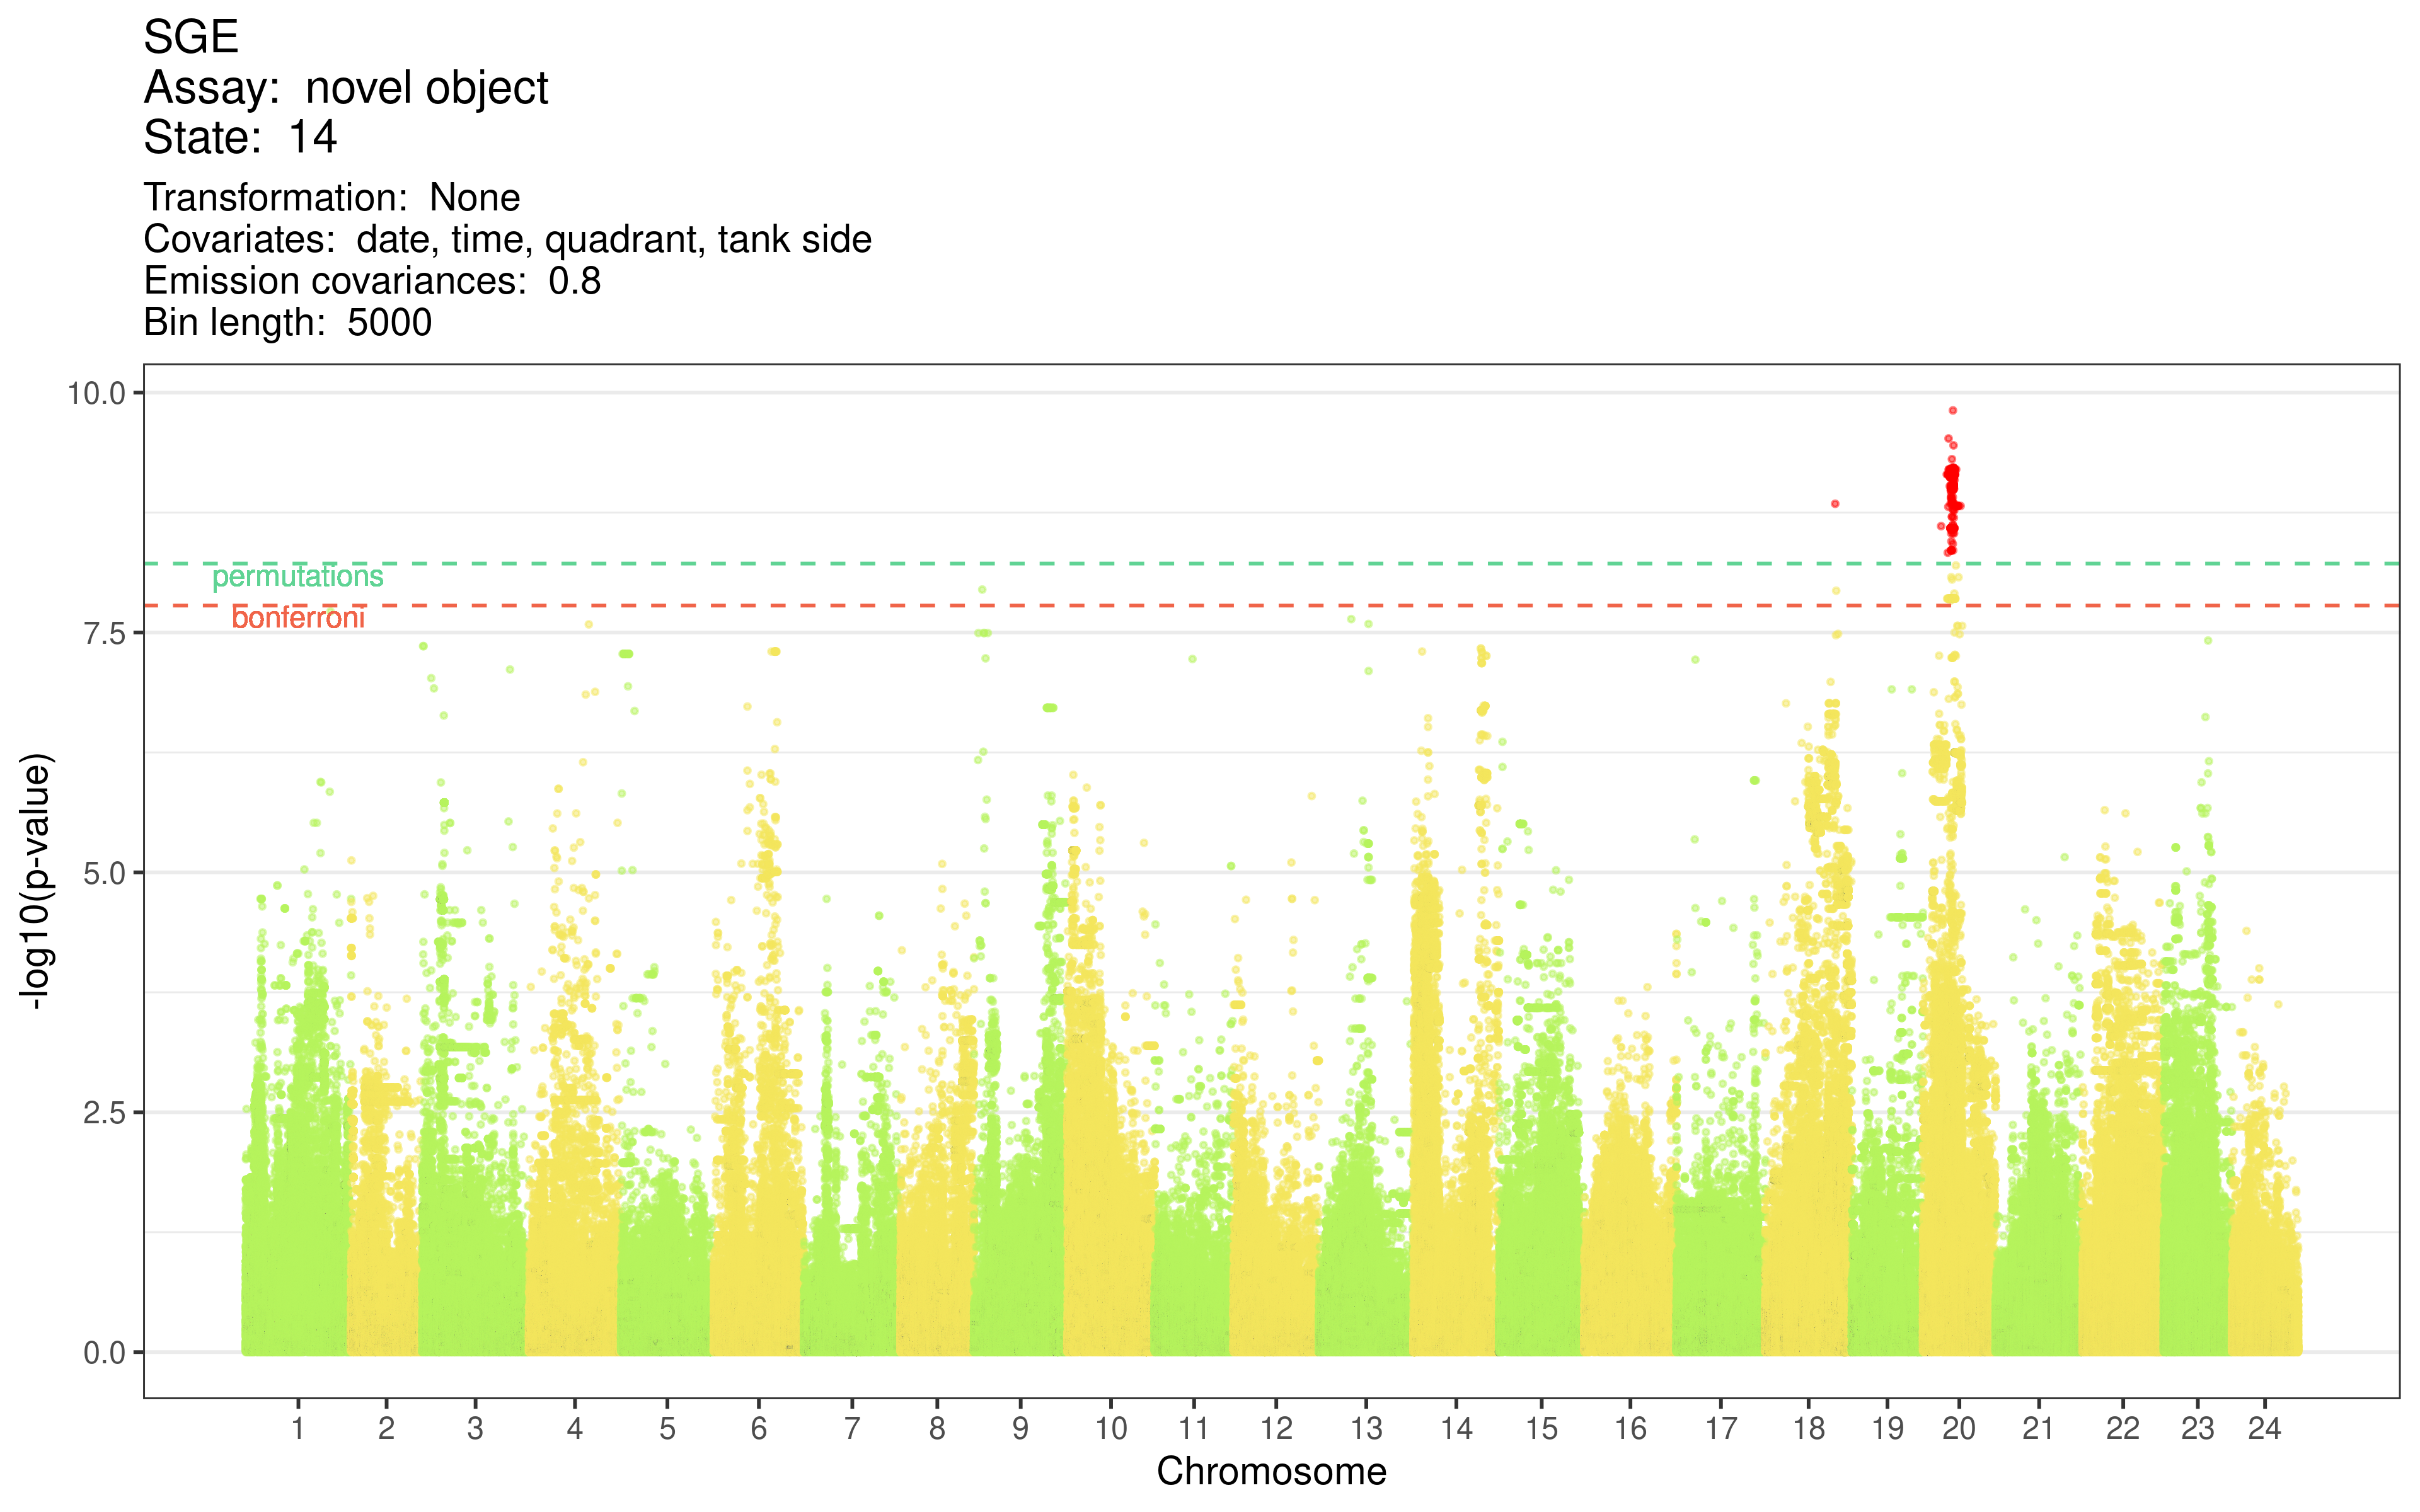 SGE
Assay:  novel object
State:  14
Transformation:  None
Covariates:  date, time, quadrant, tank side
Emission covariances:  0.8
Bin length:  5000
10.0
7.5
5.0
2.5
0.0
-log10(p-value)
permutations
bonferroni
1 2 3 4 5 6 7 8 9 10 11 12 13 14 15 16 17 18 19 20 21 22 23 24
Chromosome